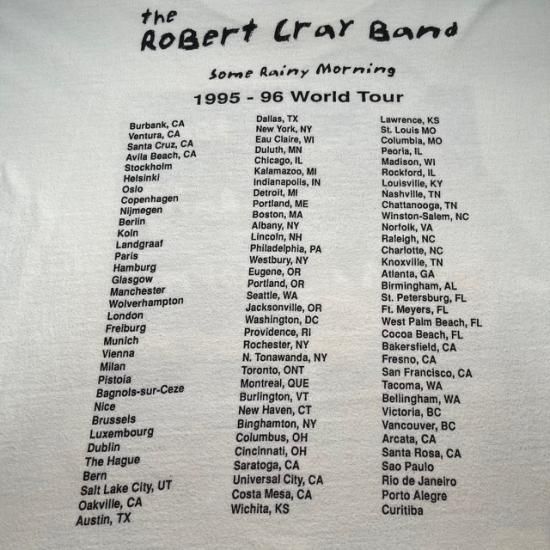 the
Robert Cray Band
Some Rainy Morning
1995 - 96 World Tour
Burbank, CA
Ventura, CA
Santa Cruz, CA
Avila Beach, CA
Stockholm
Helsinki
Oslo
Copenhagen
Nijmegen
Berlin
Koln
Landgraaf
Paris
Hamburg
Glasgow
Manchester
Wolverhampton
London
Freiburg
Munich
Vienna
Milan
Pistoia
Bagnols-sur-Ceze
Nice
Brussels
Luxembourg
Dublin
The Hague
Bern
Salt Lake City, UT
Oakville, CA
Austin, TX
Dallas, TX
New York, NY
Eau Claire, WI
Duluth, MN
Chicago, IL
Kalamazoo, MI
Indianapolis, IN
Detroit, MI
Portland, ME
Boston, MA
Albany, NY
Lincoln, NH
Philadelphia, PA
Westbury, NY
Eugene, OR
Portland, OR
Seattle, WA
Jacksonville, OR
Washington, DC
Providence, RI
Rochester, NY
N. Tonawanda, NY
Toronto, ONT
Montreal, QUE
Burlington, VT
New Haven, CT
Binghamton, NY
Columbus, OH
Cincinnati, OH
Saratoga, CA
Universal City, CA
Costa Mesa, CA
Wichita, KS
Lawrence, KS
St. Louis MO
Columbia, MO
Peoria, IL
Madison, WI
Rockford, IL
Louisville, KY
Nashville, TN
Chattanooga, TN
Winston-Salem, NC
Norfolk, VA
Raleigh, NC
Charlotte, NC
Knoxville, TN
Atlanta, GA
Birmingham, AL
St. Petersburg, FL
Ft. Meyers, FL
West Palm Beach, FL
Cocoa Beach, FL
Bakersfield, CA
Fresno, CA
San Francisco, CA
Tacoma, WA
Bellingham, WA
Victoria, BC
Vancouver, BC
Arcata, CA
Santa Rosa, CA
Sao Paulo
Rio de Janeiro
Porto Alegre
Curitiba